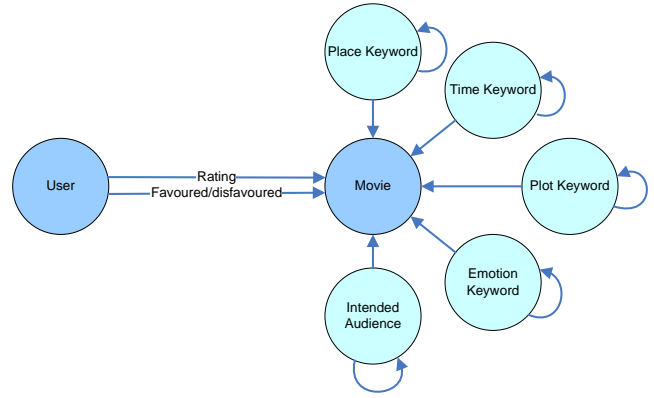 Place Keyword
Time Keyword
User
Rating
Favoured/disfavoured
Movie
Plot Keyword
Emotion
Keyword
Intended
Audience